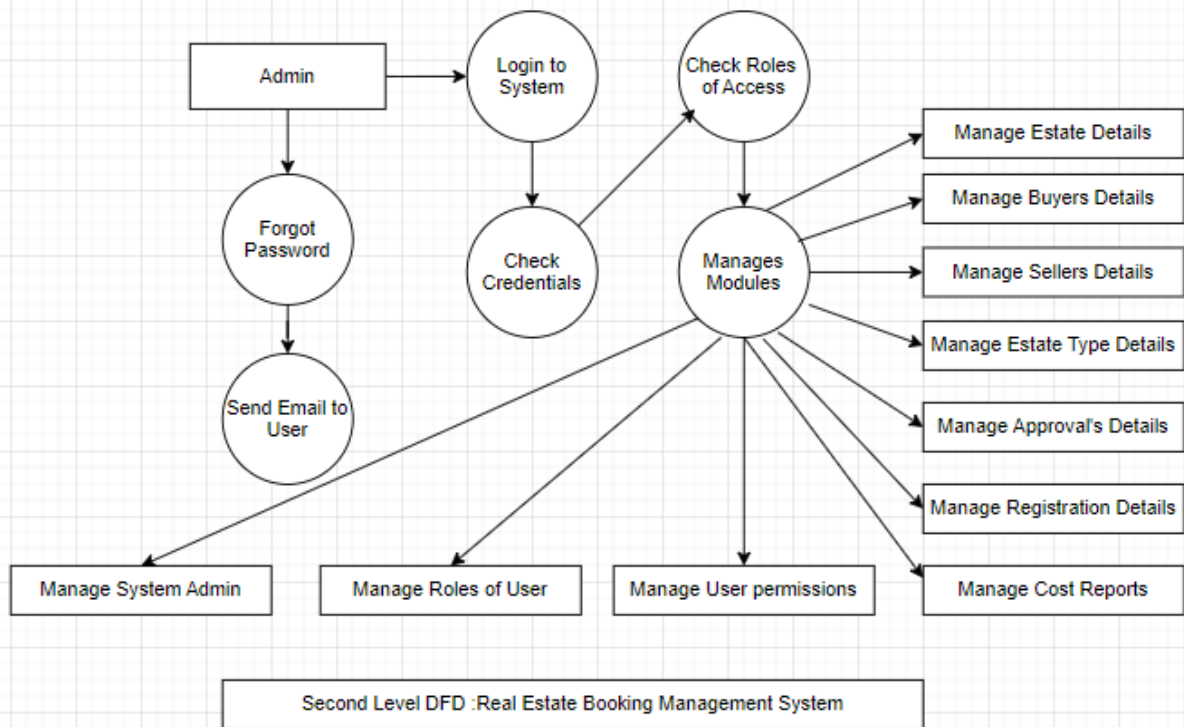 Admin
Login to
System
Check Roles
of Access
Manage Estate Details
Manage Buyers Details
Forgot
Password
Check
Credentials
Manages
Modules
Manage Sellers Details
Manage Estate Type Details
Send Email to
User
Manage Approval's Details
Manage Registration Details
Manage System Admin
Manage Roles of User
Manage User permissions
Manage Cost Reports
Second Level DFD :Real Estate Booking Management System